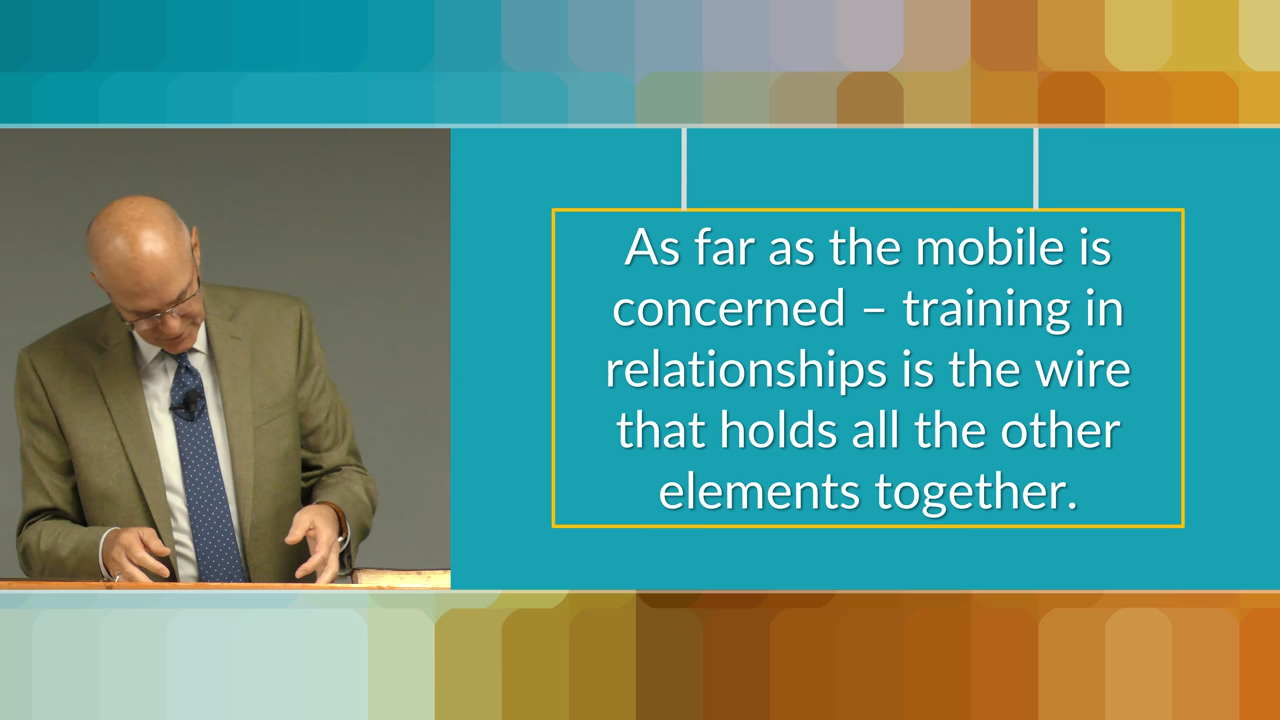 As far as the mobile is
concerned – training in
relationships is the wire
that holds all the other
elements together.